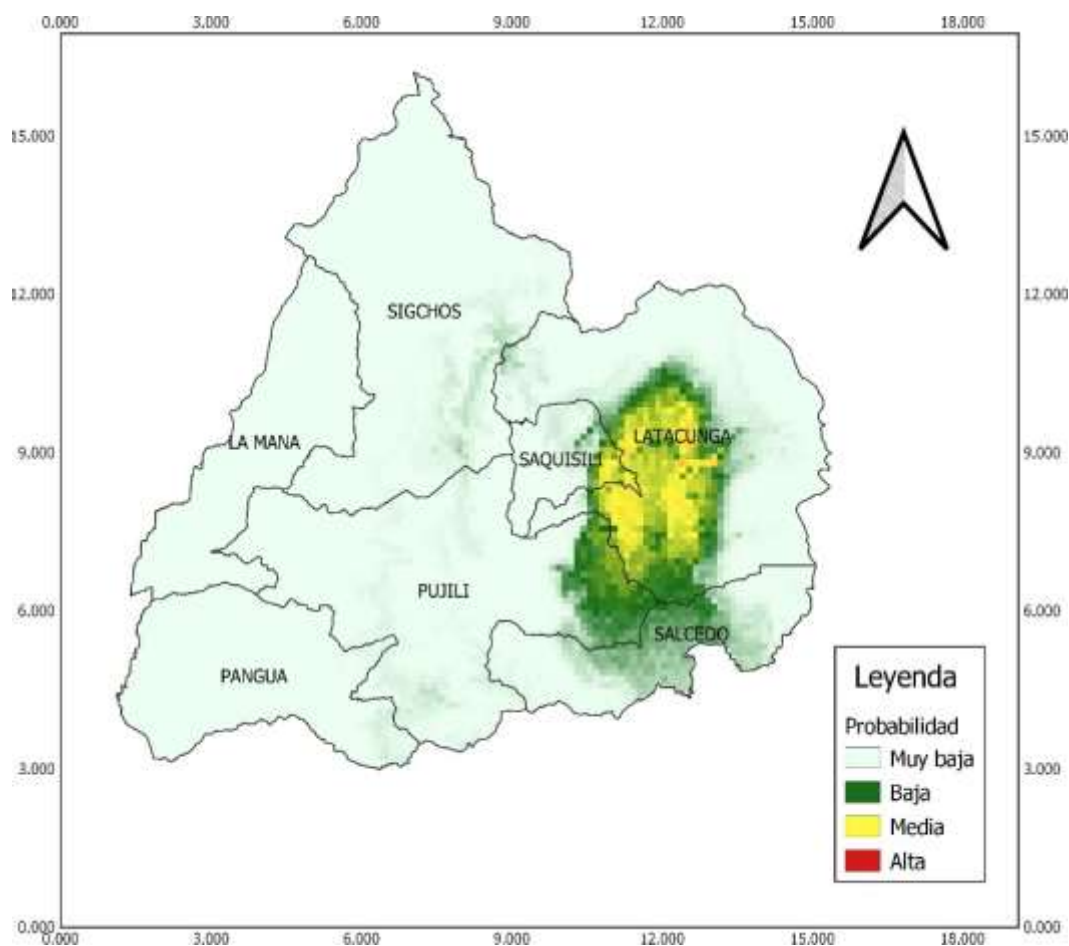 0.000 3.000 6.000 9.000 12.000 15.000 18.000
15.000 15.000
12.000 12.000
SIGCHOS
LATACUNGA
LA MANA
9.000 9.000
SAQUISILI
PUJILI
6.000 6.000
SALCEDO
PANGUA
Leyenda
Probabilidad
Muy baja
3.000 3.000
Baja
Media
Alta
0.000 0.000
0.000 3.000 6.000 9.000 12.000 15.000 18.000